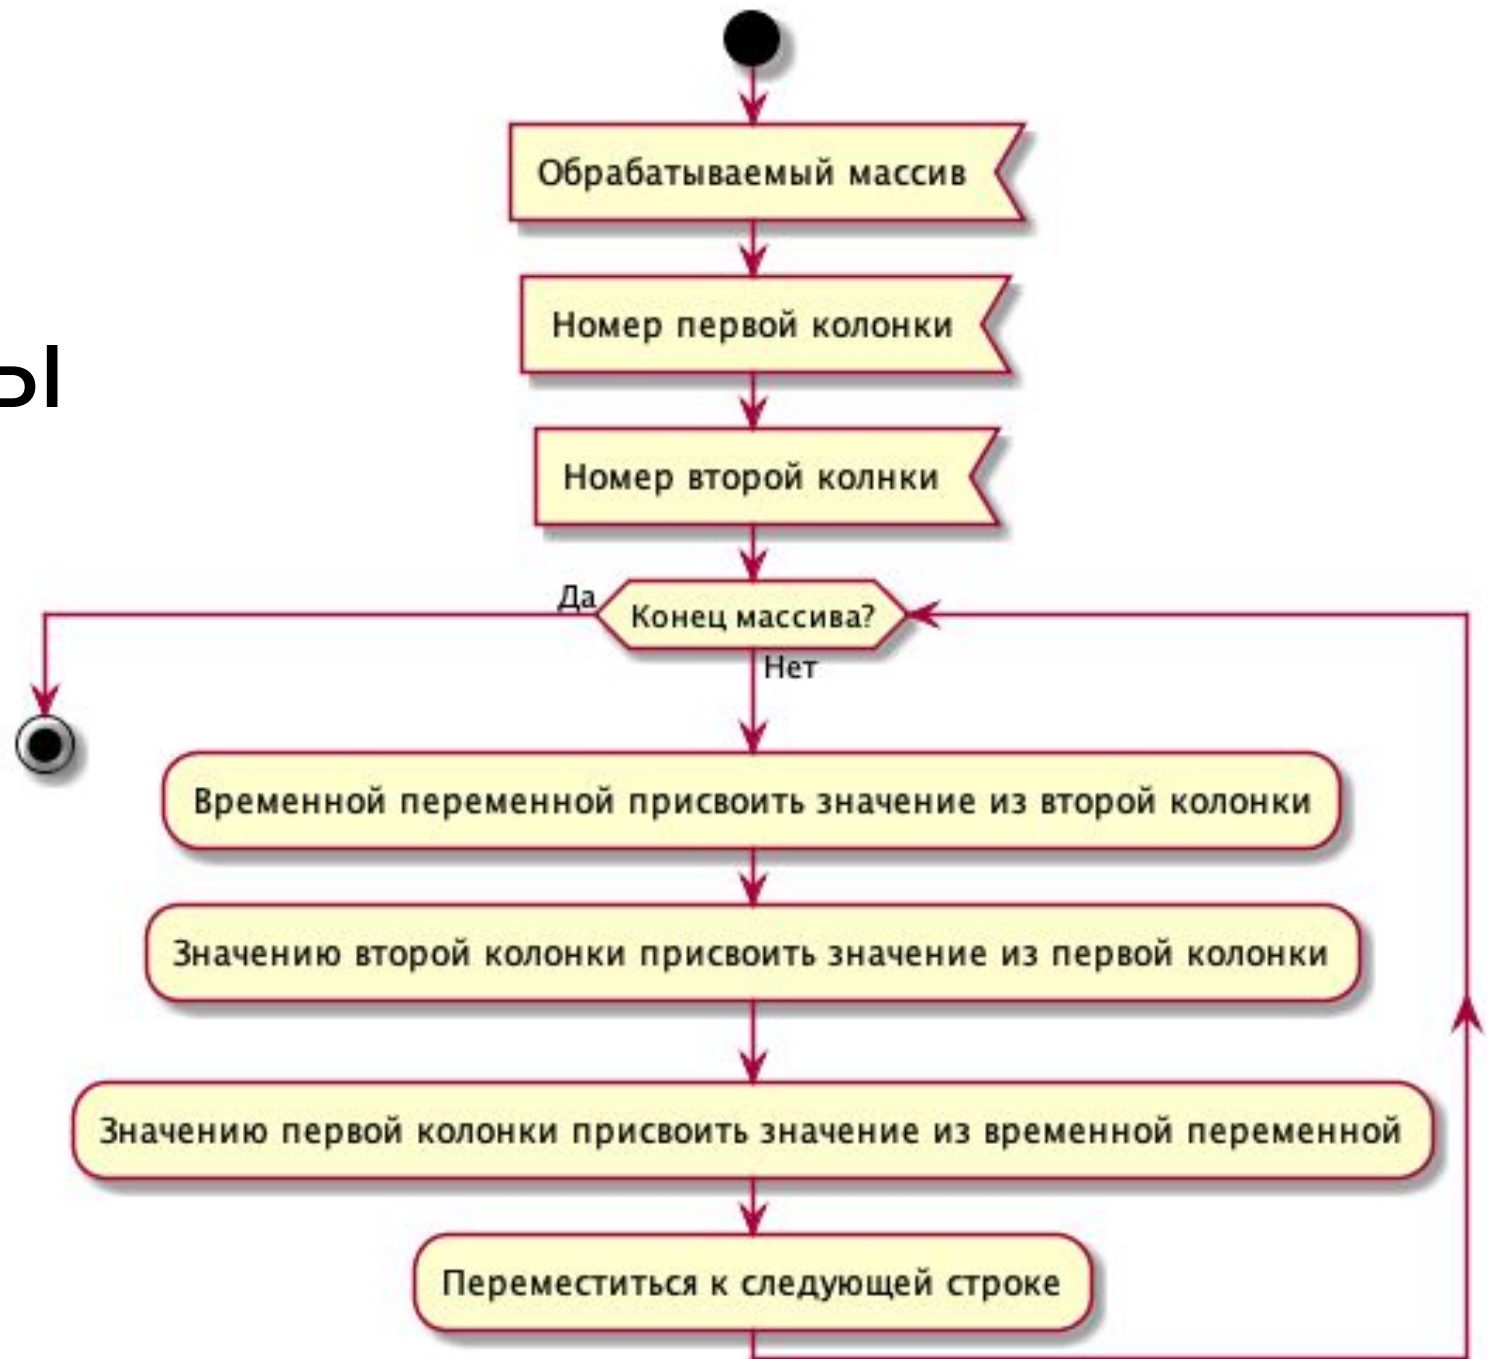 Обрабатываемый массив
Номер первой колонки
ы
Номер второй колнки
Да
Конец массива?
Нет
Временной переменной присвоить значение из второй колонки
Значению второй колонки присвоить значение из первой колонки
Значению первой колонки присвоить значение из временной переменной
Переместиться к следующей строке